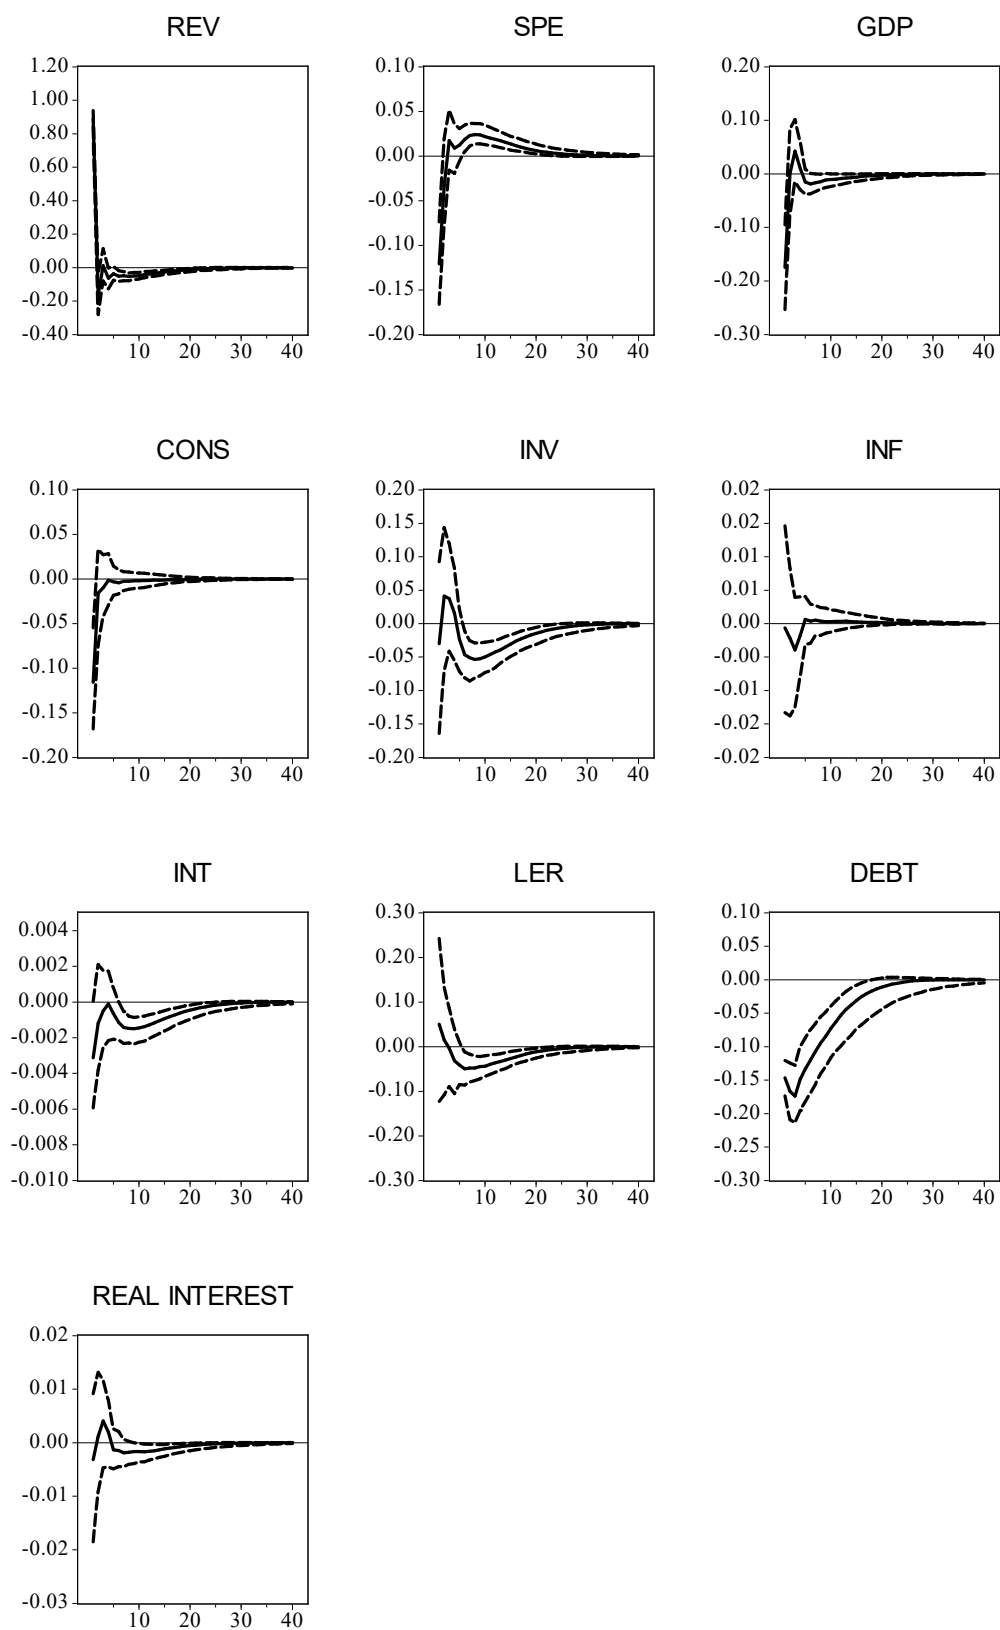 REV SPE GDP
1.20 0.10 0.20
1.00
0.80 0.05 0.10
0.60 0.00 0.00
0.40 -0.05
0.20 -0.10 -0.10
0.00
-0.20 -0.15 -0.20
-0.40 -0.20 -0.30
10 20 30 40 10 20 30 40 10 20 30 40
CONS INV INF
0.10 0.20 0.02
0.05 0.15 0.02
0.10 0.01
0.00 0.05 0.01
-0.05 0.00 0.00
-0.05 -0.00
-0.10 -0.10 -0.01
-0.15 -0.15 -0.02
-0.20 -0.20 -0.02
10 20 30 40 10 20 30 40 10 20 30 40
INT LER DEBT
0.004 0.30 0.10
0.002 0.20 0.05
0.000 0.10 0.00
-0.002 0.00 -0.05
-0.004 -0.10
-0.006 -0.10 -0.15
-0.008 -0.20 -0.20
-0.25
-0.010 -0.30 -0.30
10 20 30 40 10 20 30 40 10 20 30 40
REAL INTEREST
0.02
0.01
0.00
-0.01
-0.02
-0.03
10 20 30 40